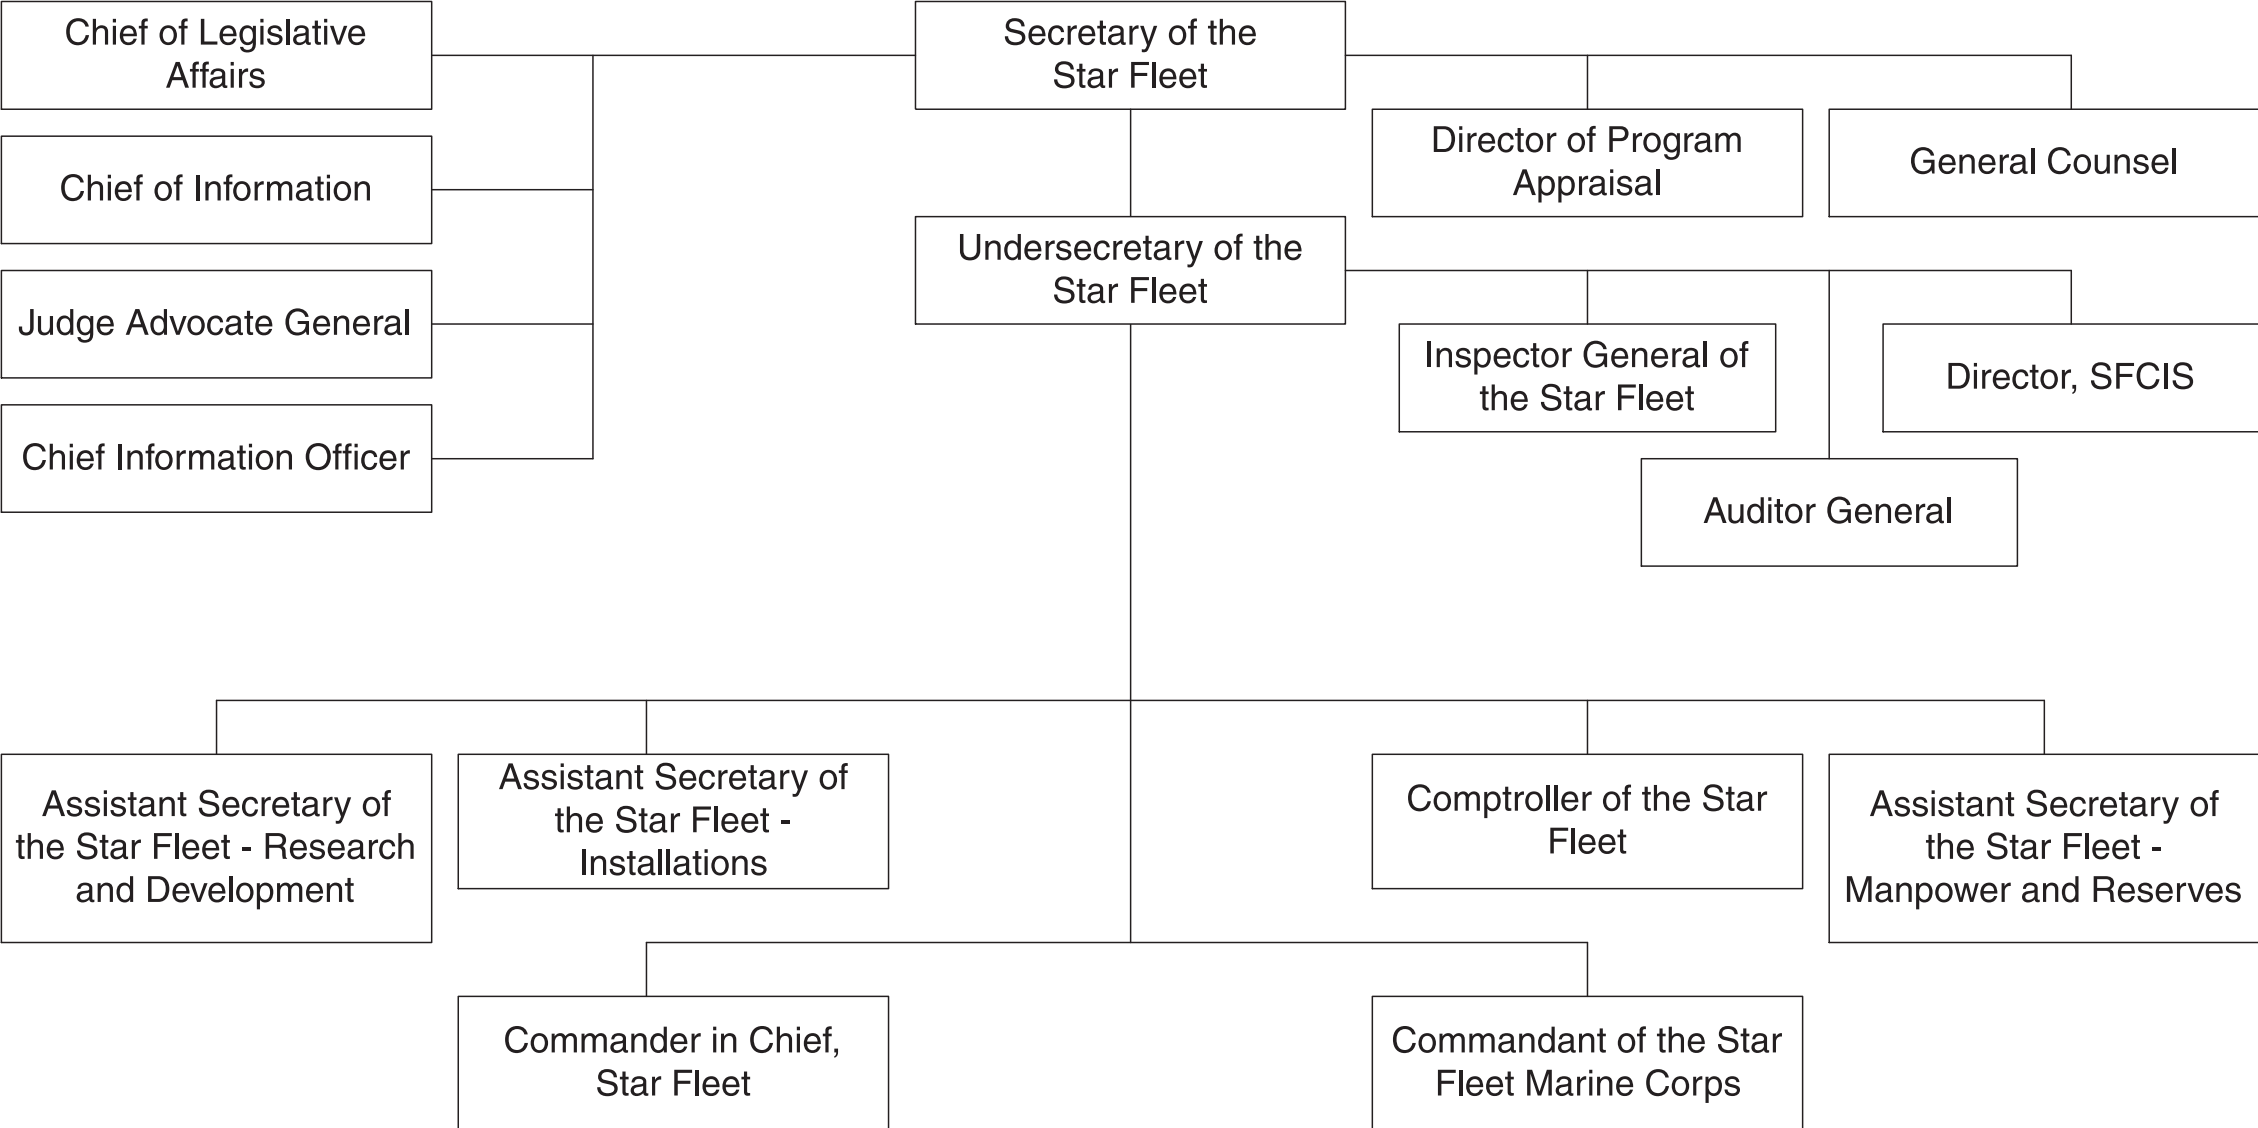 Chief of Legislative
Affairs
Secretary of the
Star Fleet
Director of Program
Appraisal
General Counsel
Chief of Information
Undersecretary of the
Star Fleet
Judge Advocate General
Inspector General of
the Star Fleet
Director, SFCIS
Chief Information Officer
Auditor General
Assistant Secretary of
the Star Fleet - Research
and Development
Assistant Secretary of
the Star Fleet -
Installations
Comptroller of the Star
Fleet
Assistant Secretary of
the Star Fleet -
Manpower and Reserves
Commander in Chief,
Star Fleet
Commandant of the Star
Fleet Marine Corps